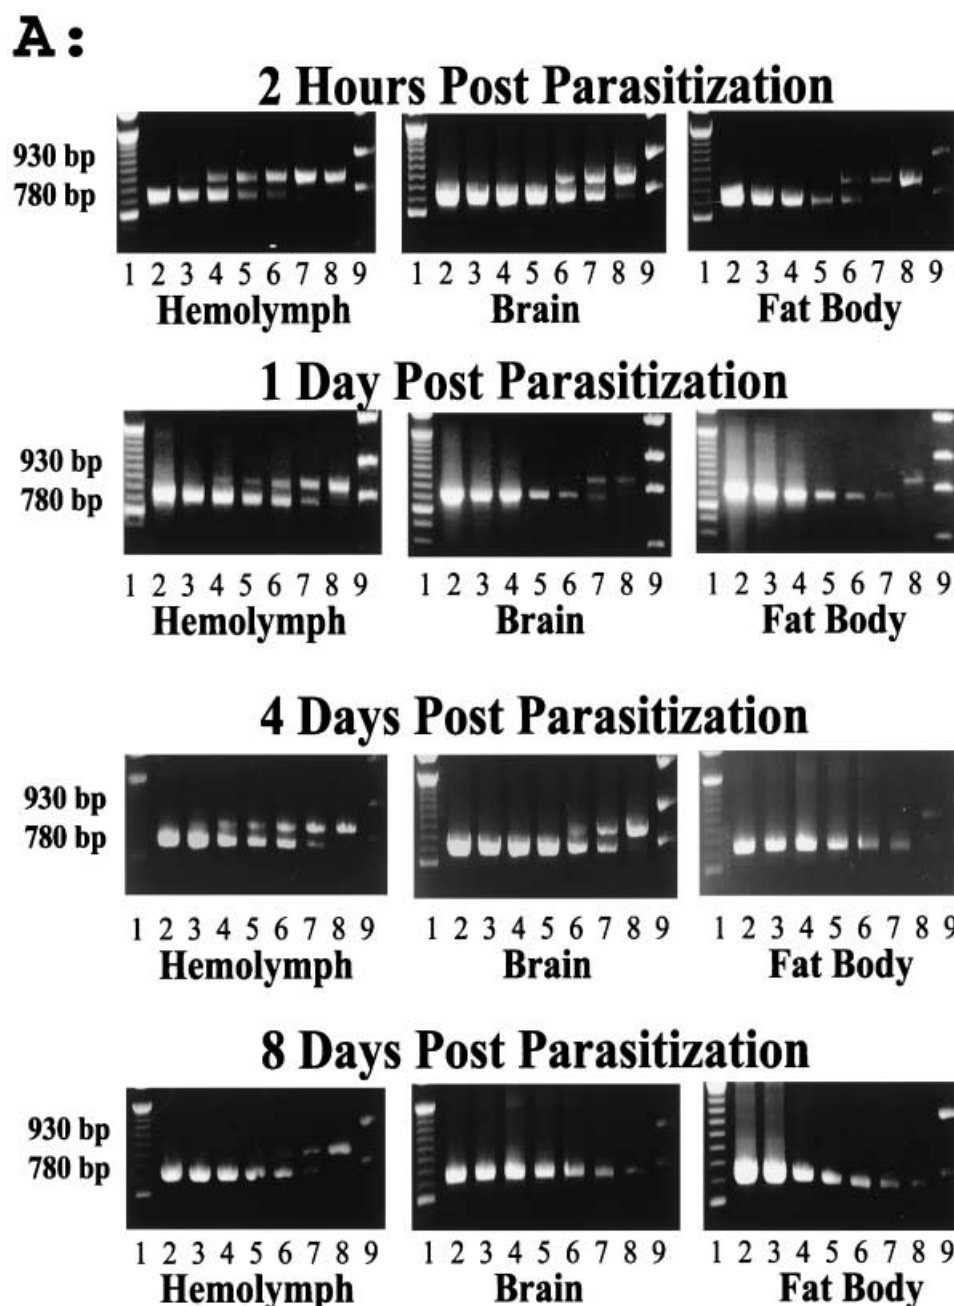 A:
2 Hours Post Parasitization
930 bp
780 bp
1 2 3 4 5 6 7 8 9 1 2 3 4 5 6 7 8 9 1 2 3 4 5 6 7 8 9
Hemolymph Brain Fat Body
1 Day Post Parasitization
930 bp
780 bp
1 2 3 4 5 6 7 8 9 1 2 3 4 5 6 7 8 9 1 2 3 4 5 6 7 8 9
Hemolymph Brain Fat Body
4 Days Post Parasitization
930 bp
780 bp
1 2 3 4 5 6 7 8 9 1 2 3 4 5 6 7 8 9 1 2 3 4 5 6 7 8 9
Hemolymph Brain Fat Body
8 Days Post Parasitization
930 bp
780 bp
1 2 3 4 5 6 7 8 9 1 2 3 4 5 6 7 8 9 1 2 3 4 5 6 7 8 9
Hemolymph Brain Fat Body